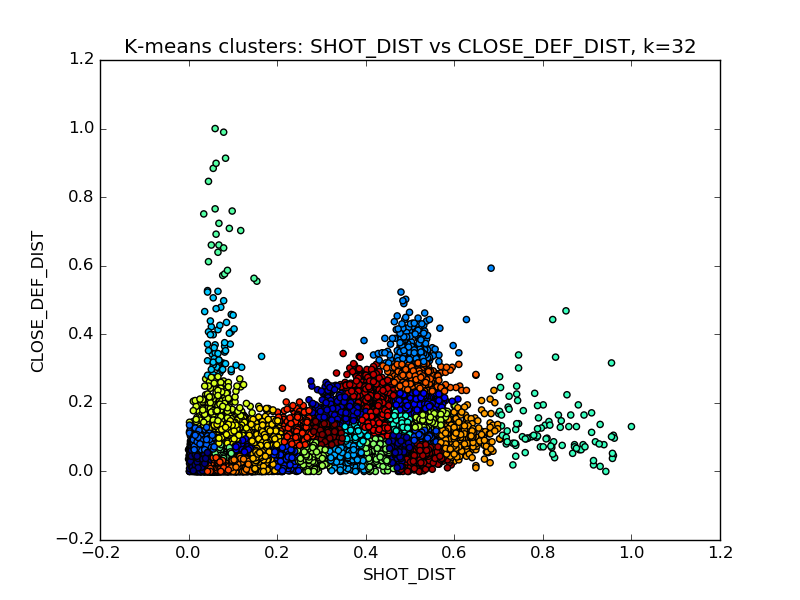 K-means clusters: SHOT_DIST vs CLOSE_DEF_DIST, k=32
1.2
1.0
0.8
0.6
0.4
0.2
0.0
−0.2
CLOSE_DEF_DIST
−0.2 0.0 0.2 0.4 0.6 0.8 1.0 1.2
SHOT_DIST